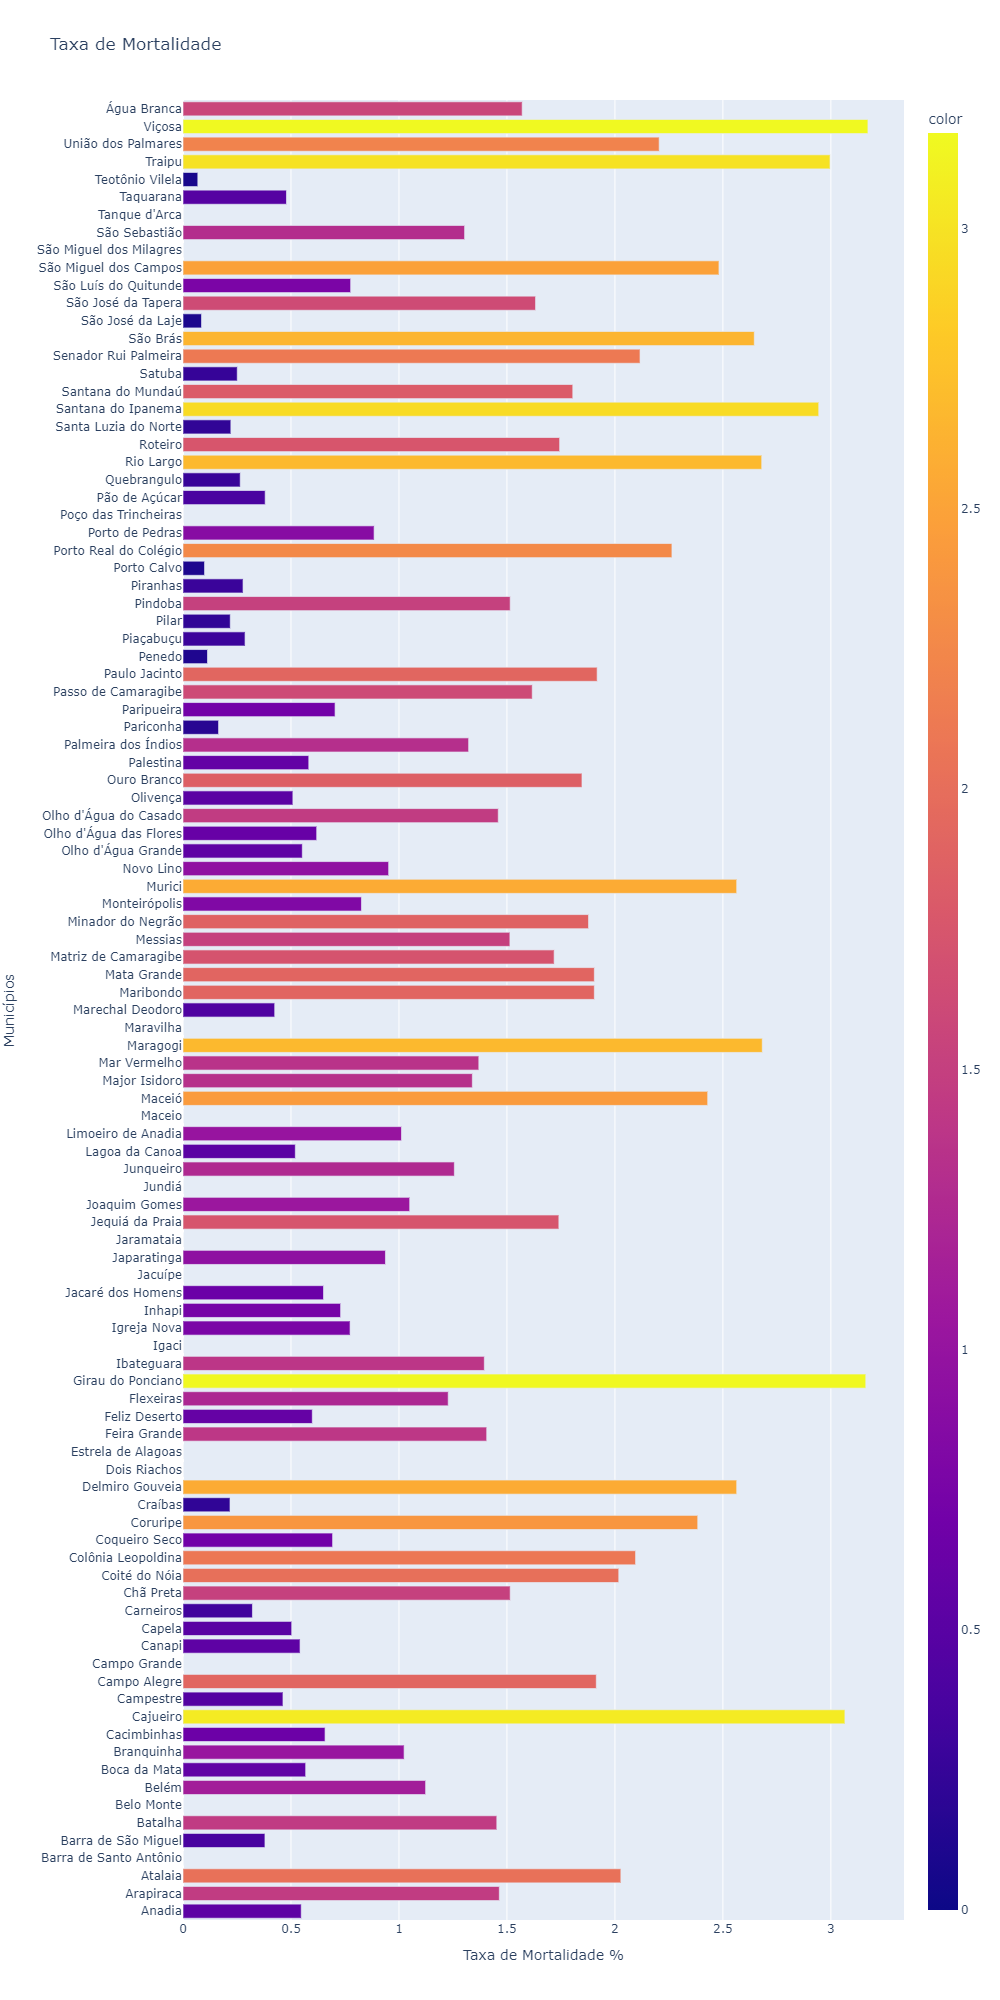 Taxa de Mortalidade
Água Branca
Viçosa
União dos Palmares
Traipu
Teotônio Vilela
Taquarana
Tanque d'Arca
São Sebastião
São Miguel dos Milagres
São Miguel dos Campos
São Luís do Quitunde
São José da Tapera
São José da Laje
São Brás
Senador Rui Palmeira
Satuba
Santana do Mundaú
Santana do Ipanema
Santa Luzia do Norte
Roteiro
Rio Largo
Quebrangulo
Pão de Açúcar
Poço das Trincheiras
Porto de Pedras
Porto Real do Colégio
Porto Calvo
Piranhas
Pindoba
Pilar
Piaçabuçu
Penedo
Paulo Jacinto
Passo de Camaragibe
Paripueira
Pariconha
Palmeira dos Índios
Palestina
Ouro Branco
Olivença
Olho d'Água do Casado
Olho d'Água das Flores
Olho d'Água Grande
Novo Lino
Murici
Monteirópolis
Minador do Negrão
Messias
Matriz de Camaragibe
Mata Grande
Maribondo
Marechal Deodoro
Maravilha
Maragogi
Mar Vermelho
Major Isidoro
Maceió
Maceio
Limoeiro de Anadia
Lagoa da Canoa
Junqueiro
Jundiá
Joaquim Gomes
Jequiá da Praia
Jaramataia
Japaratinga
Jacuípe
Jacaré dos Homens
Inhapi
Igreja Nova
Igaci
Ibateguara
Girau do Ponciano
Flexeiras
Feliz Deserto
Feira Grande
Estrela de Alagoas
Dois Riachos
Delmiro Gouveia
Craíbas
Coruripe
Coqueiro Seco
Colônia Leopoldina
Coité do Nóia
Chã Preta
Carneiros
Capela
Canapi
Campo Grande
Campo Alegre
Campestre
Cajueiro
Cacimbinhas
Branquinha
Boca da Mata
Belém
Belo Monte
Batalha
Barra de São Miguel
Barra de Santo Antônio
Atalaia
Arapiraca
Anadia
Municípios
0 0.5 1 1.5 2 2.5 3
Taxa de Mortalidade %
color
3
2.5
2
1.5
1
0.5
0